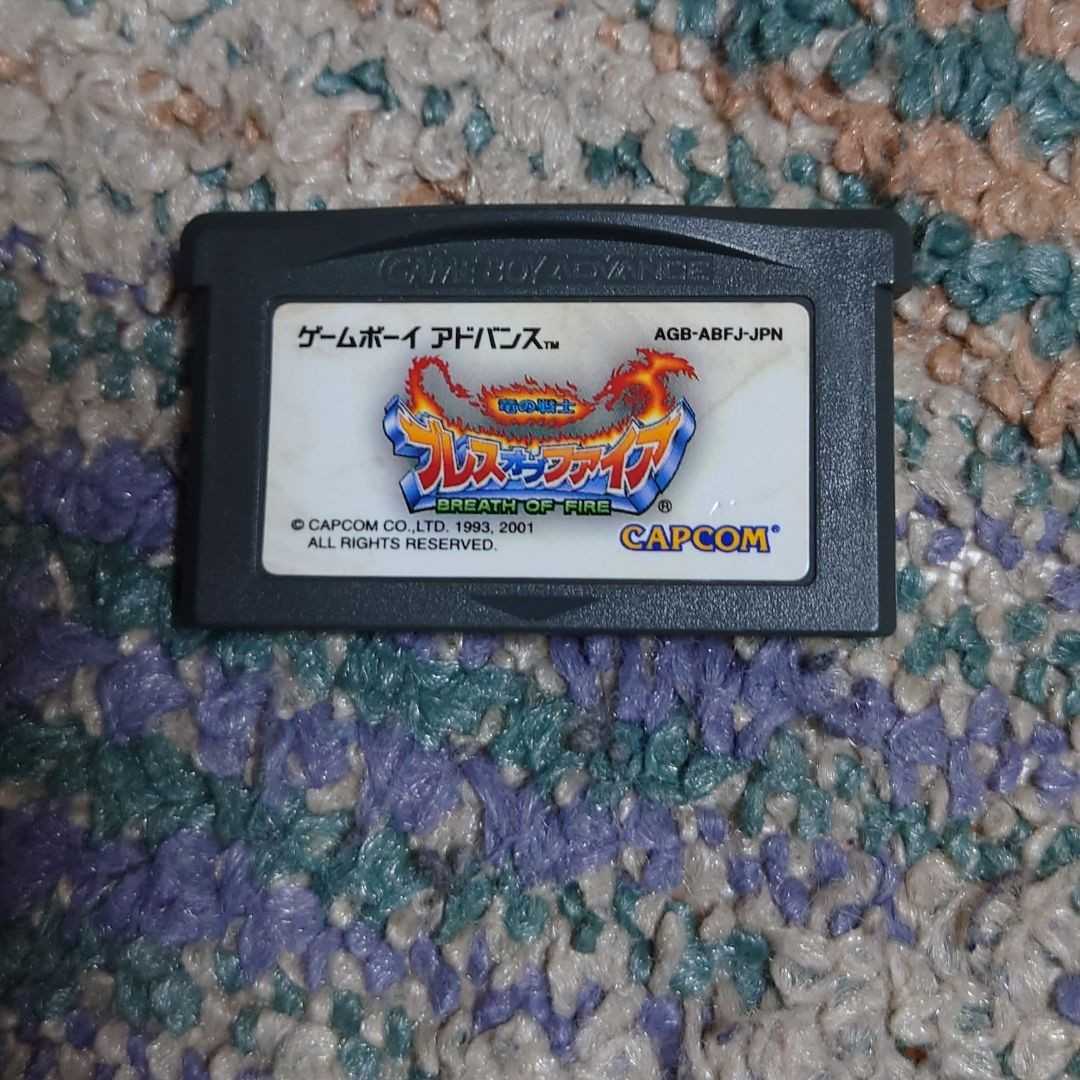 GAME BOY ADVANCE
ゲームボーイ アドバンス™
AGB-ABFJ-JPN
竜の戦士
ブレス オブ ファイア
BREATH OF FIRE®
© CAPCOM CO.,LTD. 1993, 2001
ALL RIGHTS RESERVED.
CAPCOM®